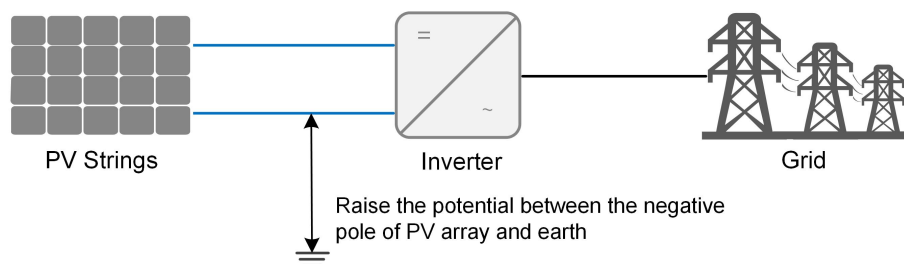 =
~
PV Strings
Inverter
Grid
Raise the potential between the negative
pole of PV array and earth